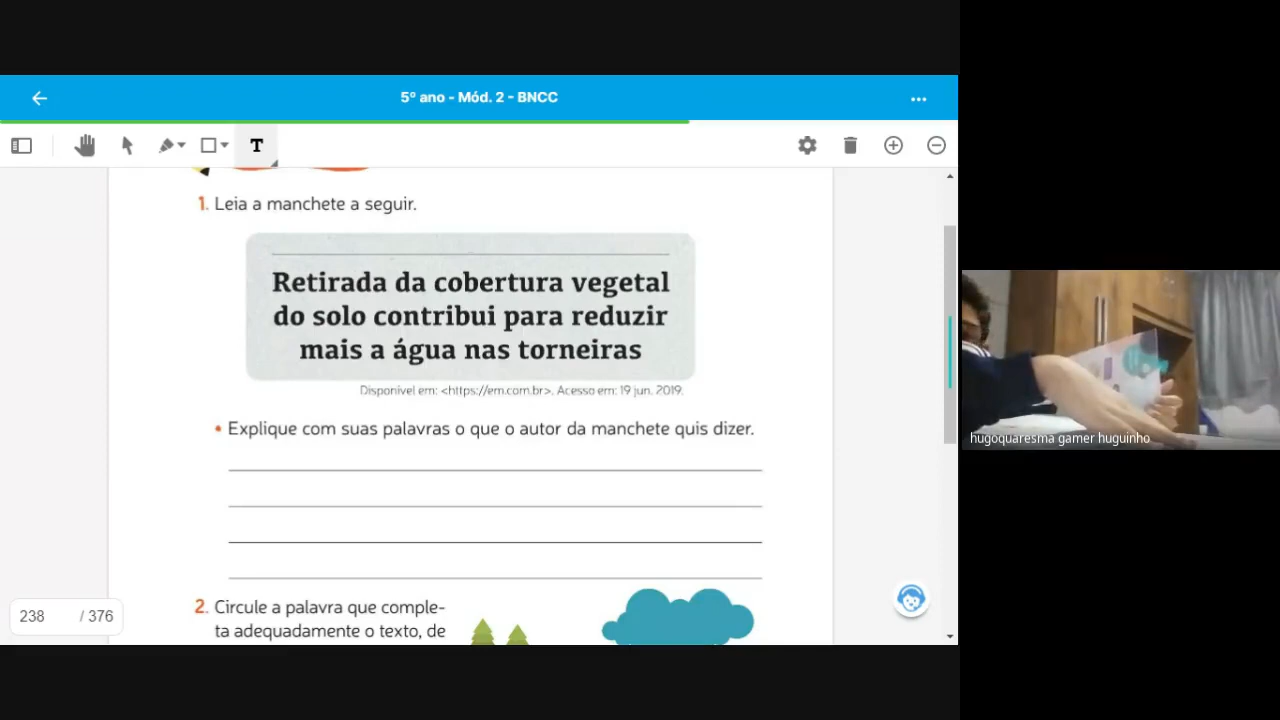 5º ano - Mód. 2 - BNCC
T
1. Leia a manchete a seguir.
Retirada da cobertura vegetal
do solo contribui para reduzir
mais a água nas torneiras
Disponível em: <https://em.com.br>. Acesso em: 19 jun. 2019.
• Explique com suas palavras o que o autor da manchete quis dizer.
2. Circule a palavra que comple-
ta adequadamente o texto, de
238 / 376
hugoquaresma gamer huguinho